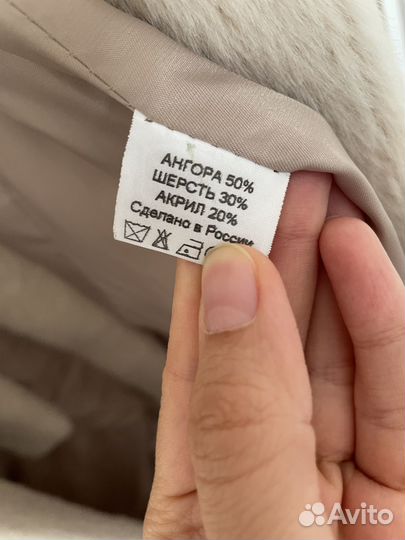 АНГОРА 50%
ШЕРСТЬ 30%
АКРИЛ 20%
Сделано в России
Avito